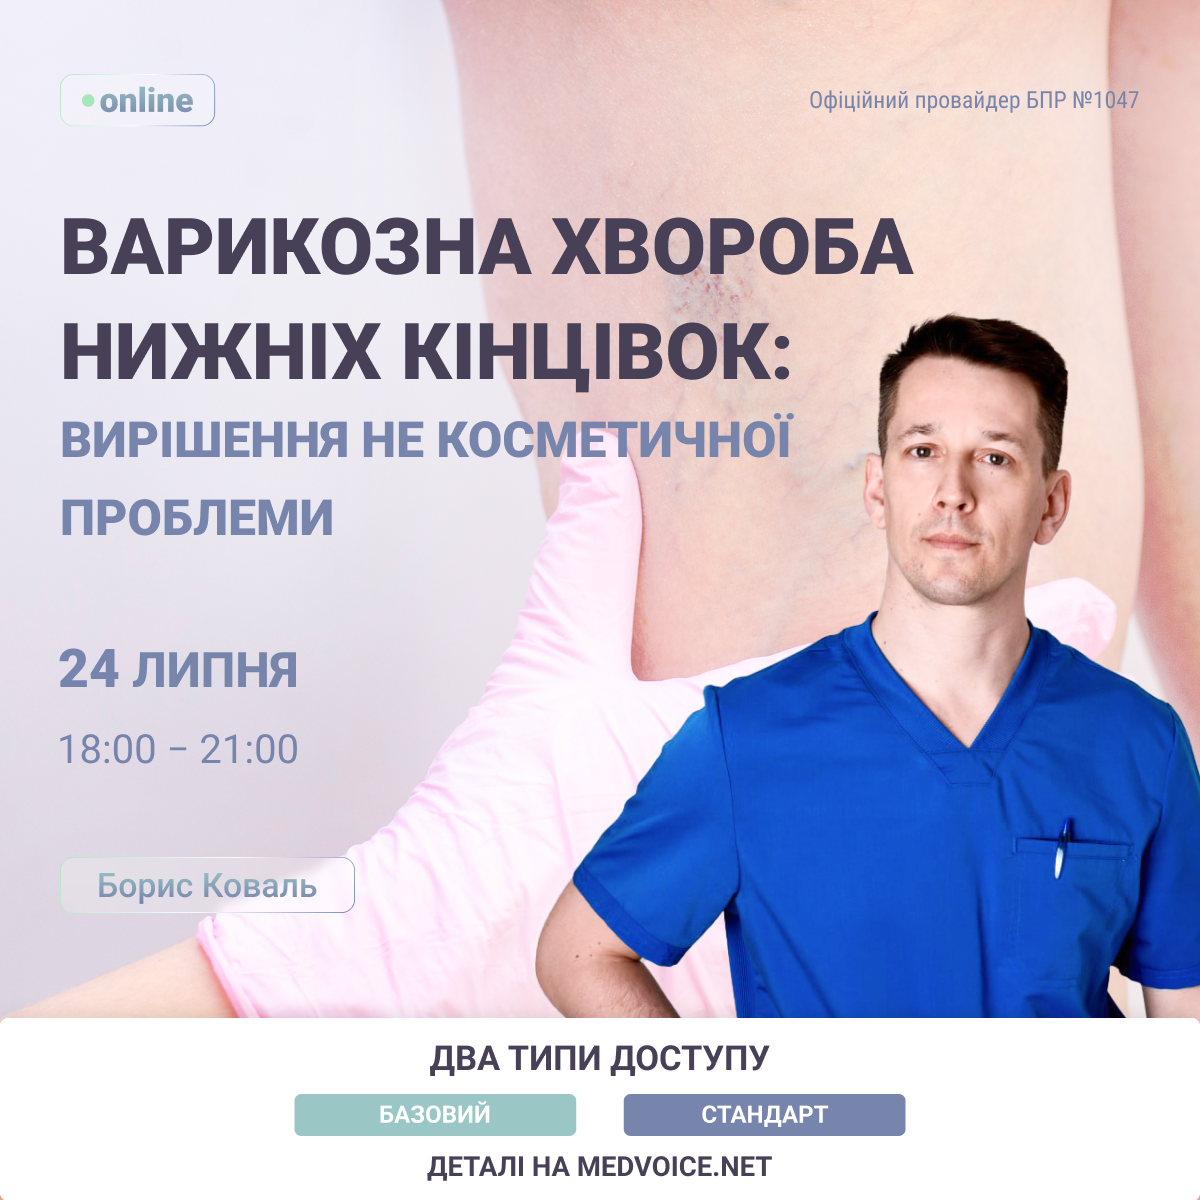 online
Офіційний провайдер БПР №1047
ВАРИКОЗНА ХВОРОБА
НИЖНІХ КІНЦІВОК:
ВИРІШЕННЯ НЕ КОСМЕТИЧНОЇ
ПРОБЛЕМИ
24 ЛИПНЯ
18:00 – 21:00
Борис Коваль
ДВА ТИПИ ДОСТУПУ
БАЗОВИЙ
СТАНДАРТ
ДЕТАЛІ НА MEDVOICE.NET